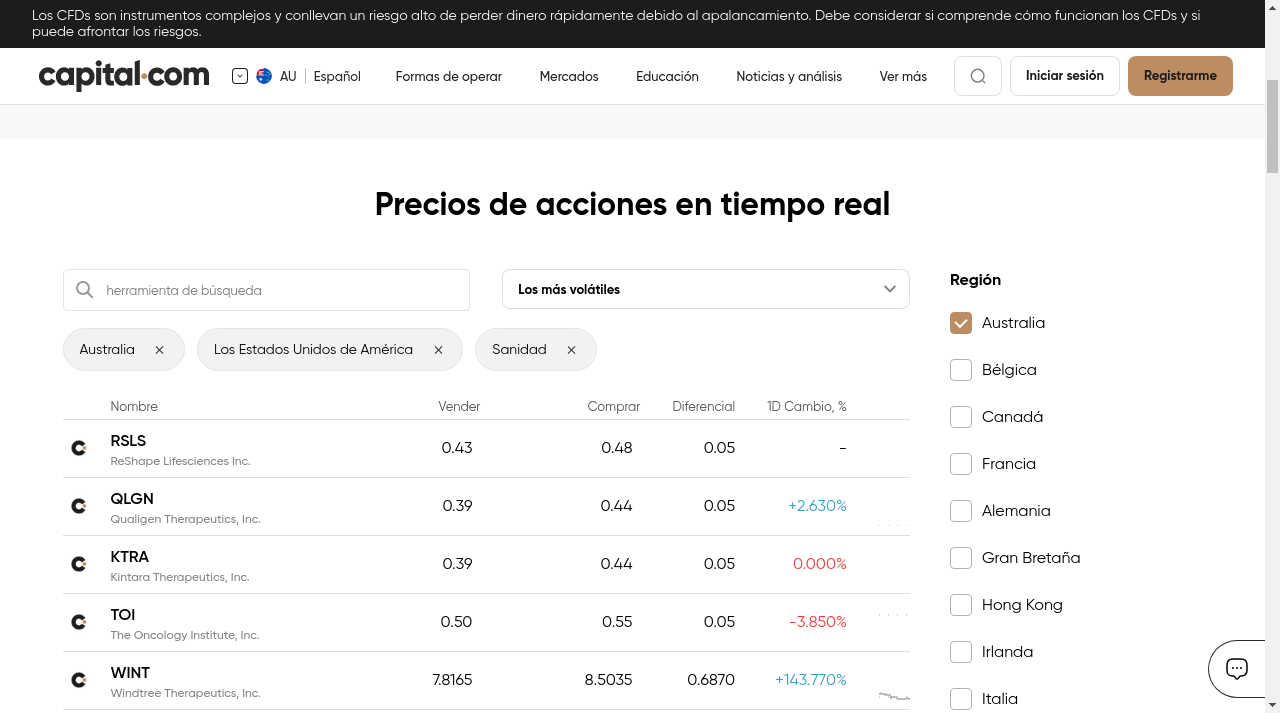 Los CFDs son instrumentos complejos y conllevan un riesgo alto de perder dinero rápidamente debido al apalancamiento. Debe considerar si comprende cómo funcionan los CFDs y si
puede afrontar los riesgos.
capital.com AU Español Formas de operar Mercados Educación Noticias y análisis Ver más Iniciar sesión Registrarme
Precios de acciones en tiempo real
herramienta de búsqueda Los más volátiles Región
Australia
Australia Los Estados Unidos de América Sanidad
Bélgica
Nombre Vender Comprar Diferencial 1D Cambio, %
Canadá
RSLS 0.43 0.48 0.05 -
ReShape Lifesciences Inc.
Francia
QLGN 0.39 0.44 0.05 +2.630%
Qualigen Therapeutics, Inc.
Alemania
KTRA 0.39 0.44 0.05 0.000%
Kintara Therapeutics, Inc.
Gran Bretaña
Hong Kong
TOI 0.50 0.55 0.05 -3.850%
The Oncology Institute, Inc.
Irlanda
WINT 7.8165 8.5035 0.6870 +143.770%
Windtree Therapeutics, Inc.
Italia